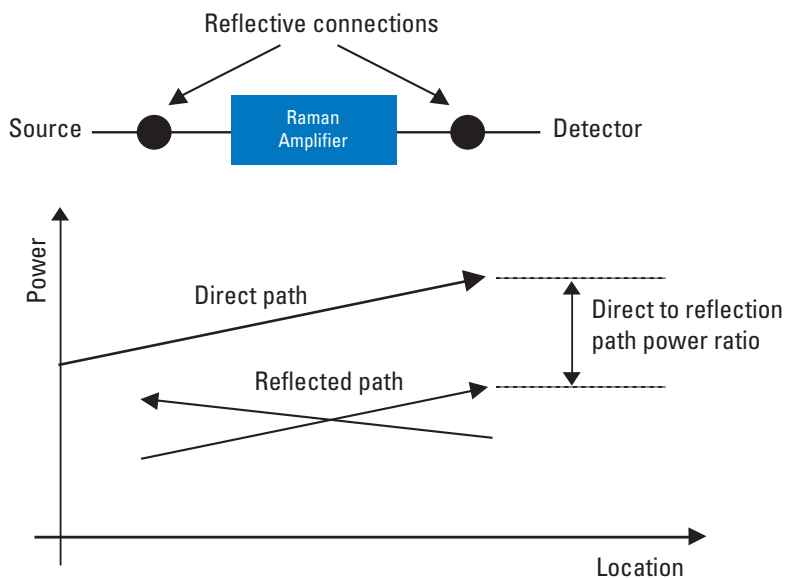 Reflective connections
Source
Raman
Amplifier
Detector
Power
Direct path
Direct to reflection
path power ratio
Reflected path
Location